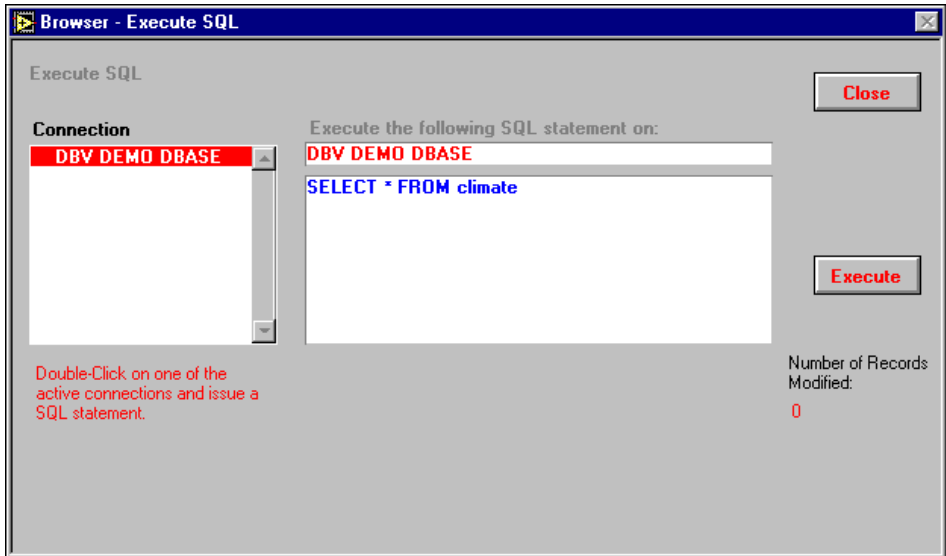 Browser - Execute SQL
Execute SQL
Close
Connection
Execute the following SQL statement on:
DBV DEMO DBASE
DBV DEMO DBASE
SELECT * FROM climate
Execute
Double-Click on one of the
active connections and issue a
SQL statement.
Number of Records
Modified:
0